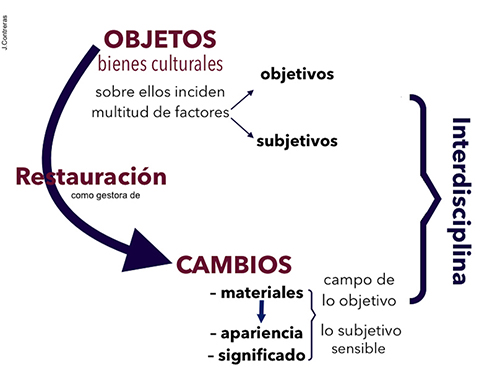 J.Contreras
OBJETOS
bienes culturales
sobre ellos inciden
multitud de factores
objetivos
subjetivos
Restauración
como gestora de
CAMBIOS
– materiales
– apariencia
– significado
campo de
lo objetivo
lo subjetivo
sensible
Interdisciplina